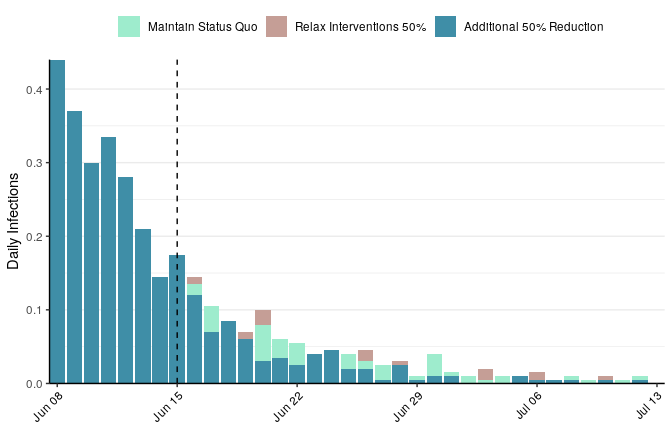 Maintain Status Quo Relax Interventions 50% Additional 50% Reduction
Daily Infections
0.4
0.3
0.2
0.1
0.0
Jun 08 Jun 15 Jun 22 Jun 29 Jul 06 Jul 13